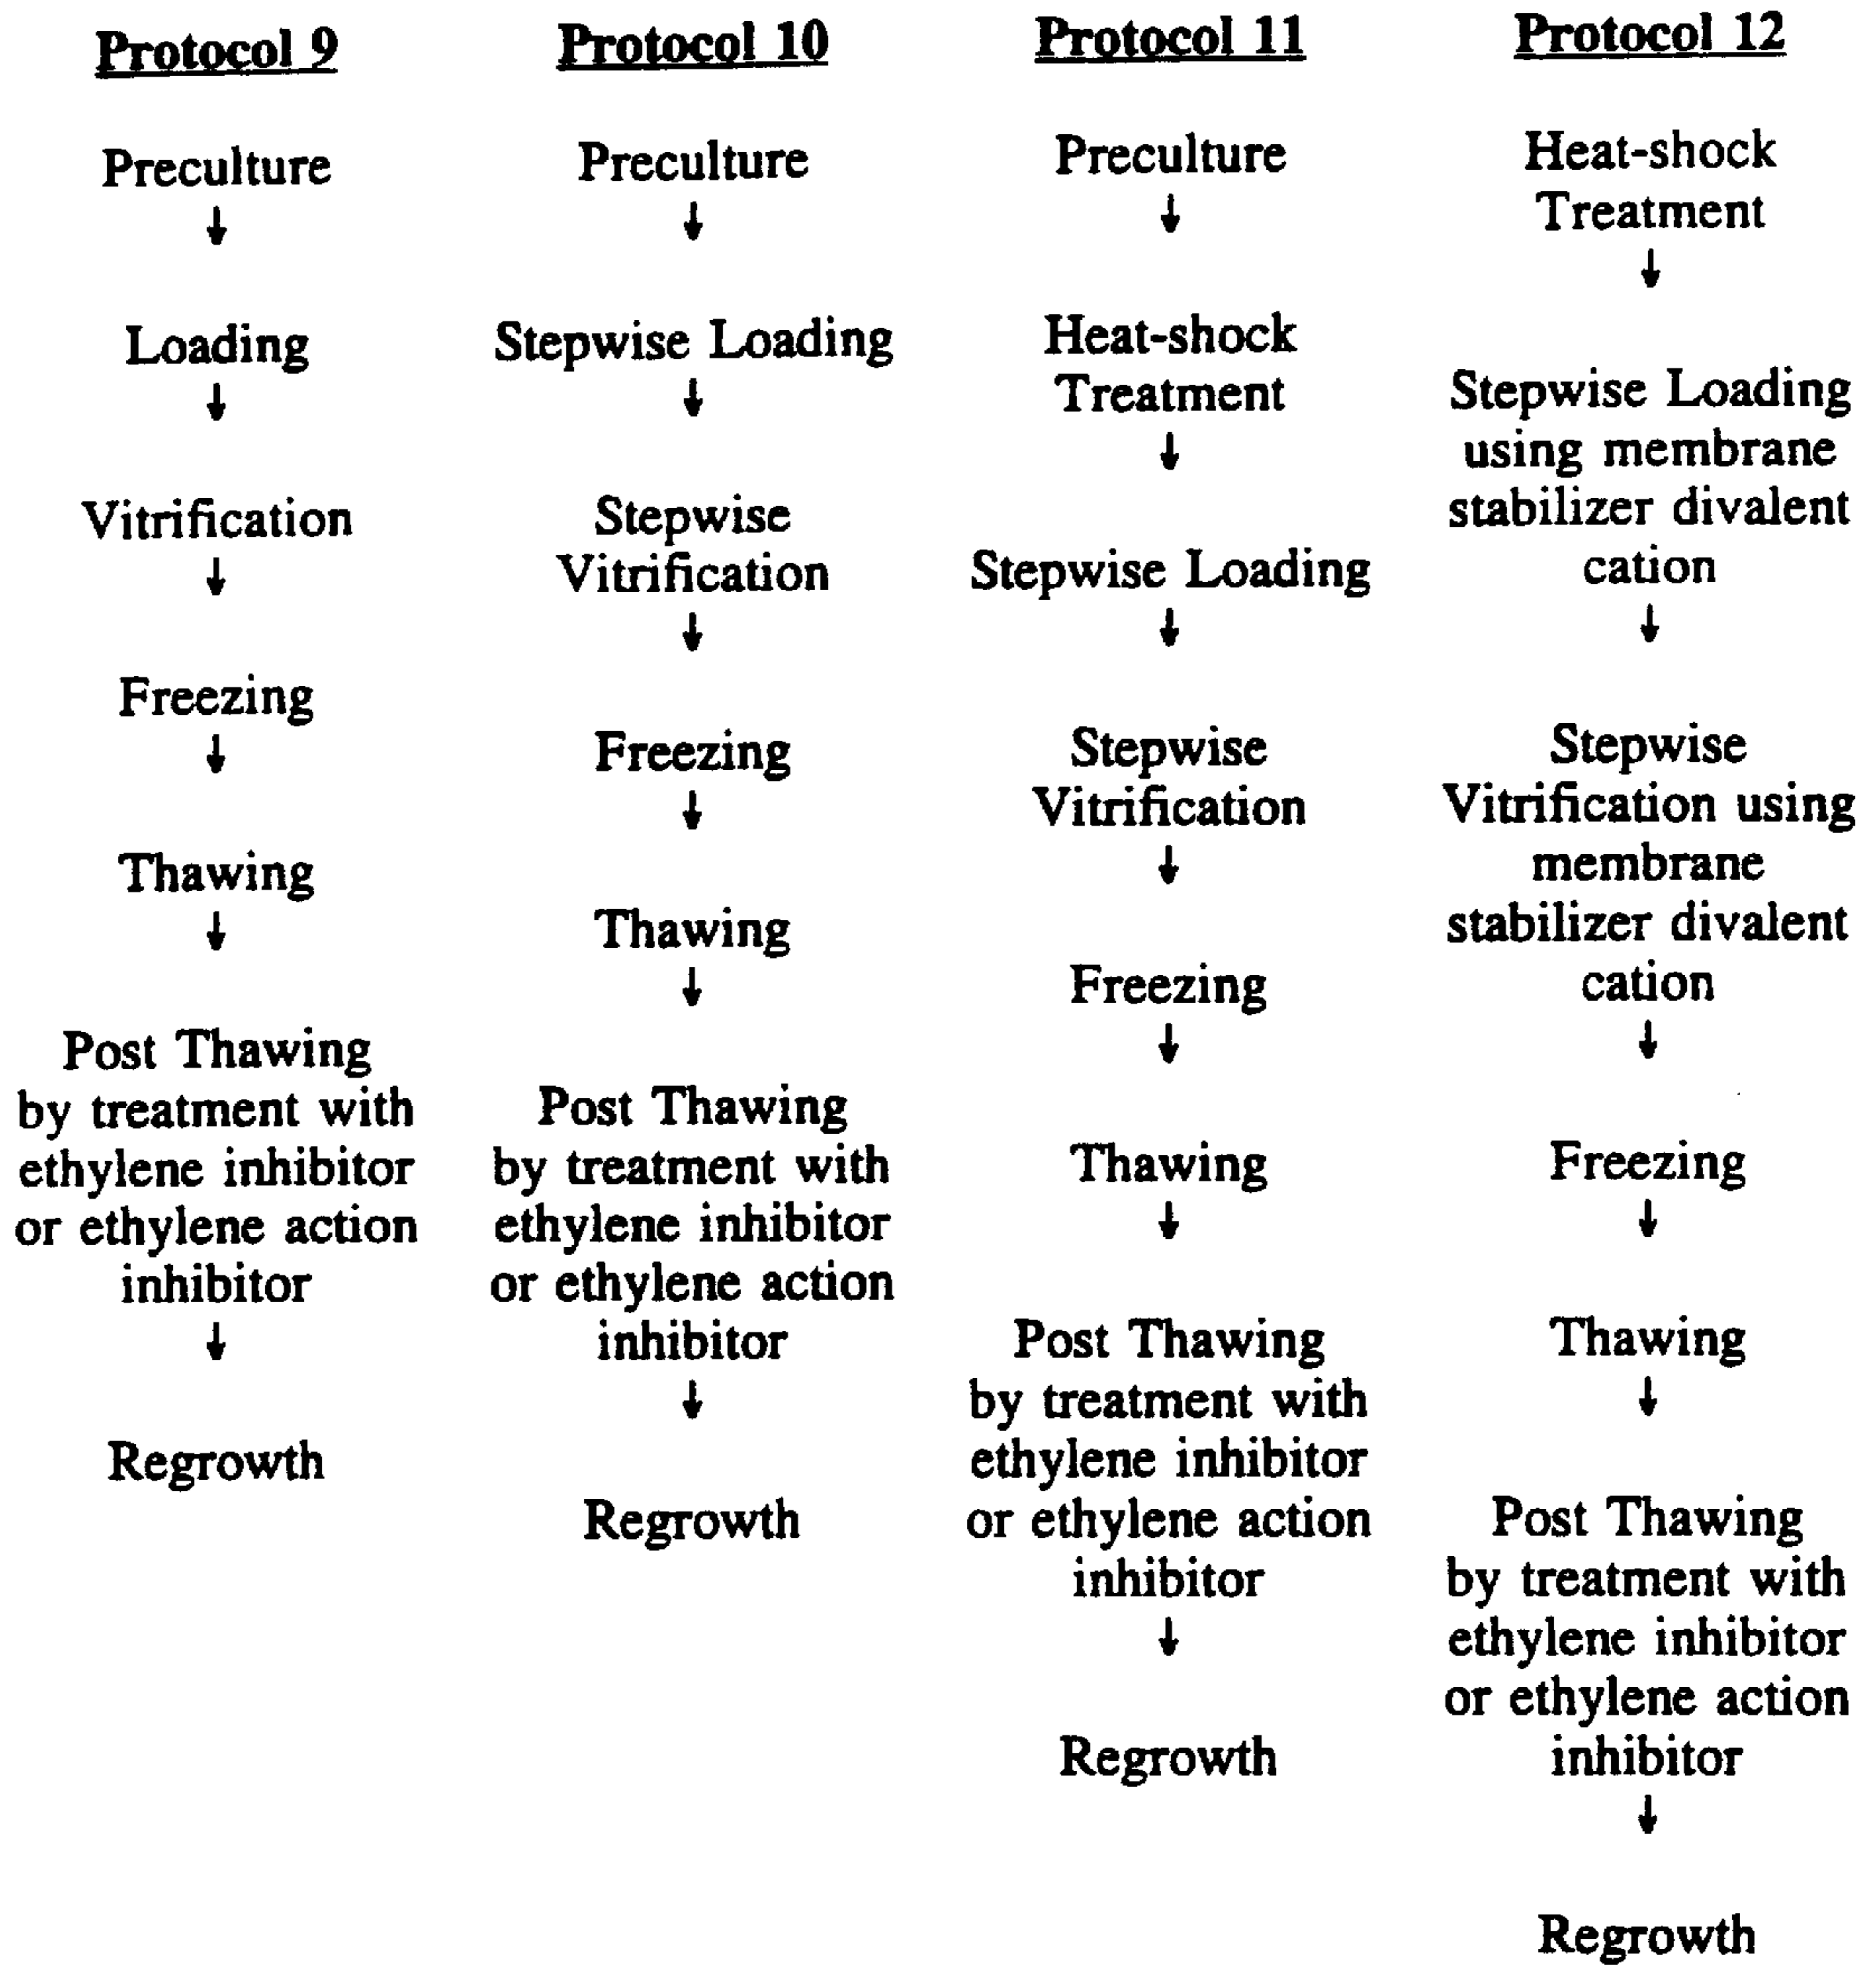 Protocol 9
Preculture
↓
Loading
↓
Vitrification
↓
Freezing
↓
Thawing
↓
Post Thawing
by treatment with
ethylene inhibitor
or ethylene action
inhibitor
↓
Regrowth
Protocol 10
Preculture
↓
Stepwise Loading
↓
Stepwise
Vitrification
↓
Freezing
↓
Thawing
↓
Post Thawing
by treatment with
ethylene inhibitor
or ethylene action
inhibitor
↓
Regrowth
Protocol 11
Preculture
↓
Heat-shock
Treatment
↓
Stepwise Loading
↓
Stepwise
Vitrification
↓
Freezing
↓
Thawing
↓
Post Thawing
by treatment with
ethylene inhibitor
or ethylene action
inhibitor
↓
Regrowth
Protocol 12
Heat-shock
Treatment
↓
Stepwise Loading
using membrane
stabilizer divalent
cation
↓
Stepwise
Vitrification using
membrane
stabilizer divalent
cation
↓
Freezing
↓
Thawing
↓
Post Thawing
by treatment with
ethylene inhibitor
or ethylene action
inhibitor
↓
Regrowth